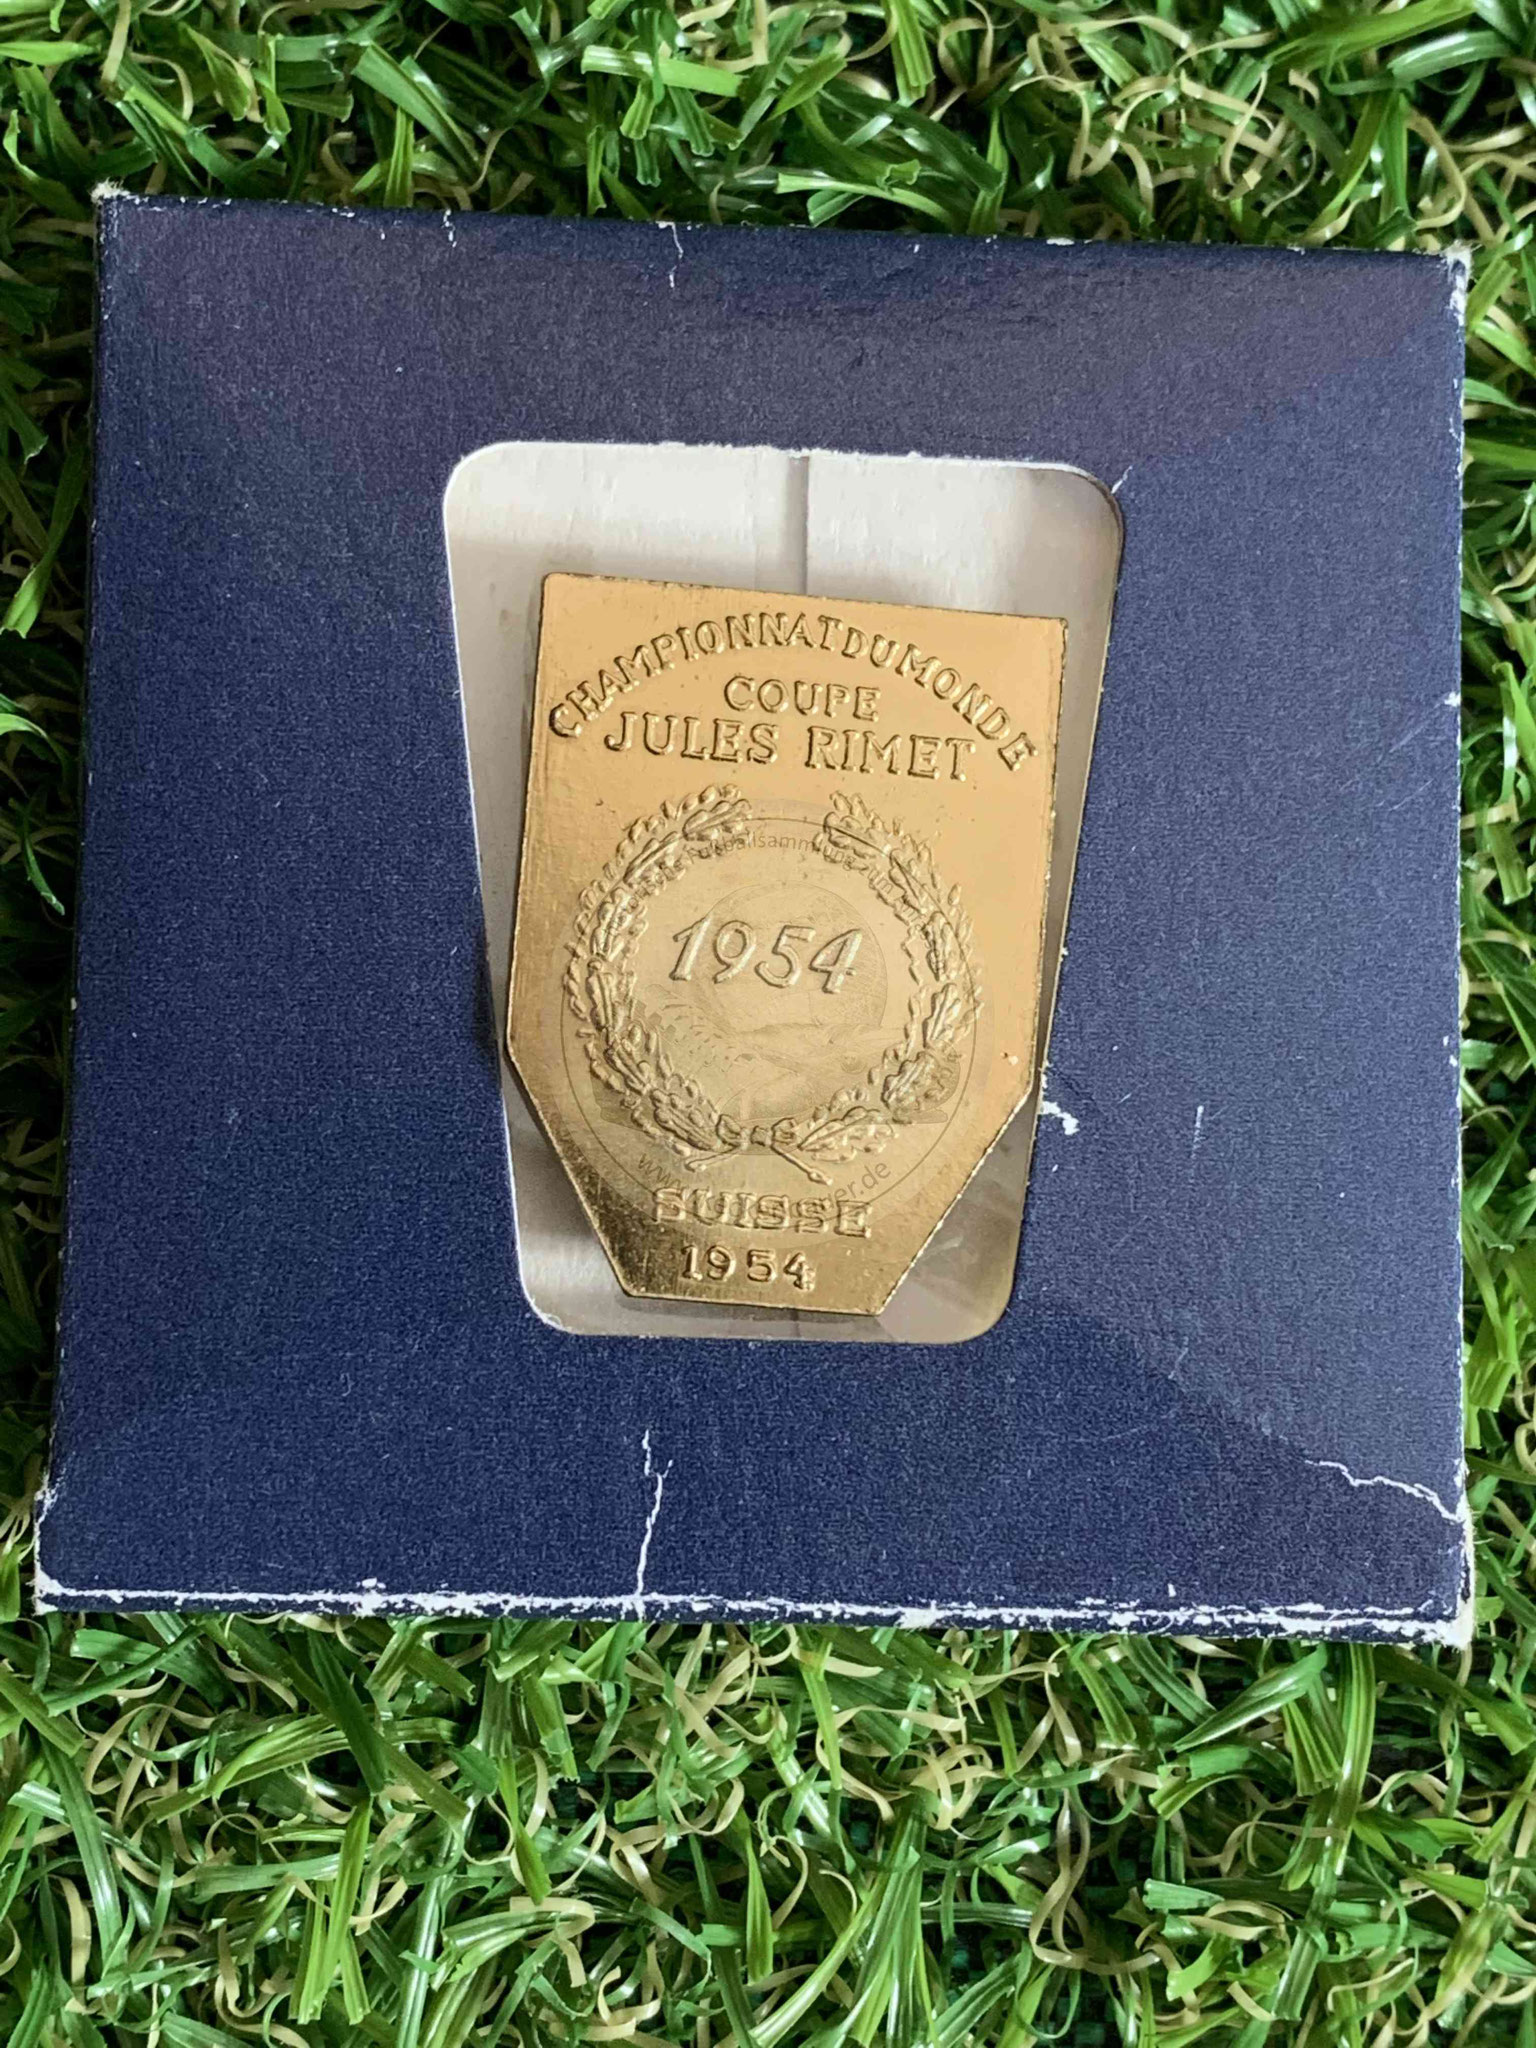 CHAMPIONNAT DU MONDE
COUPE
JULES RIMET
1954
SUISSE
1954